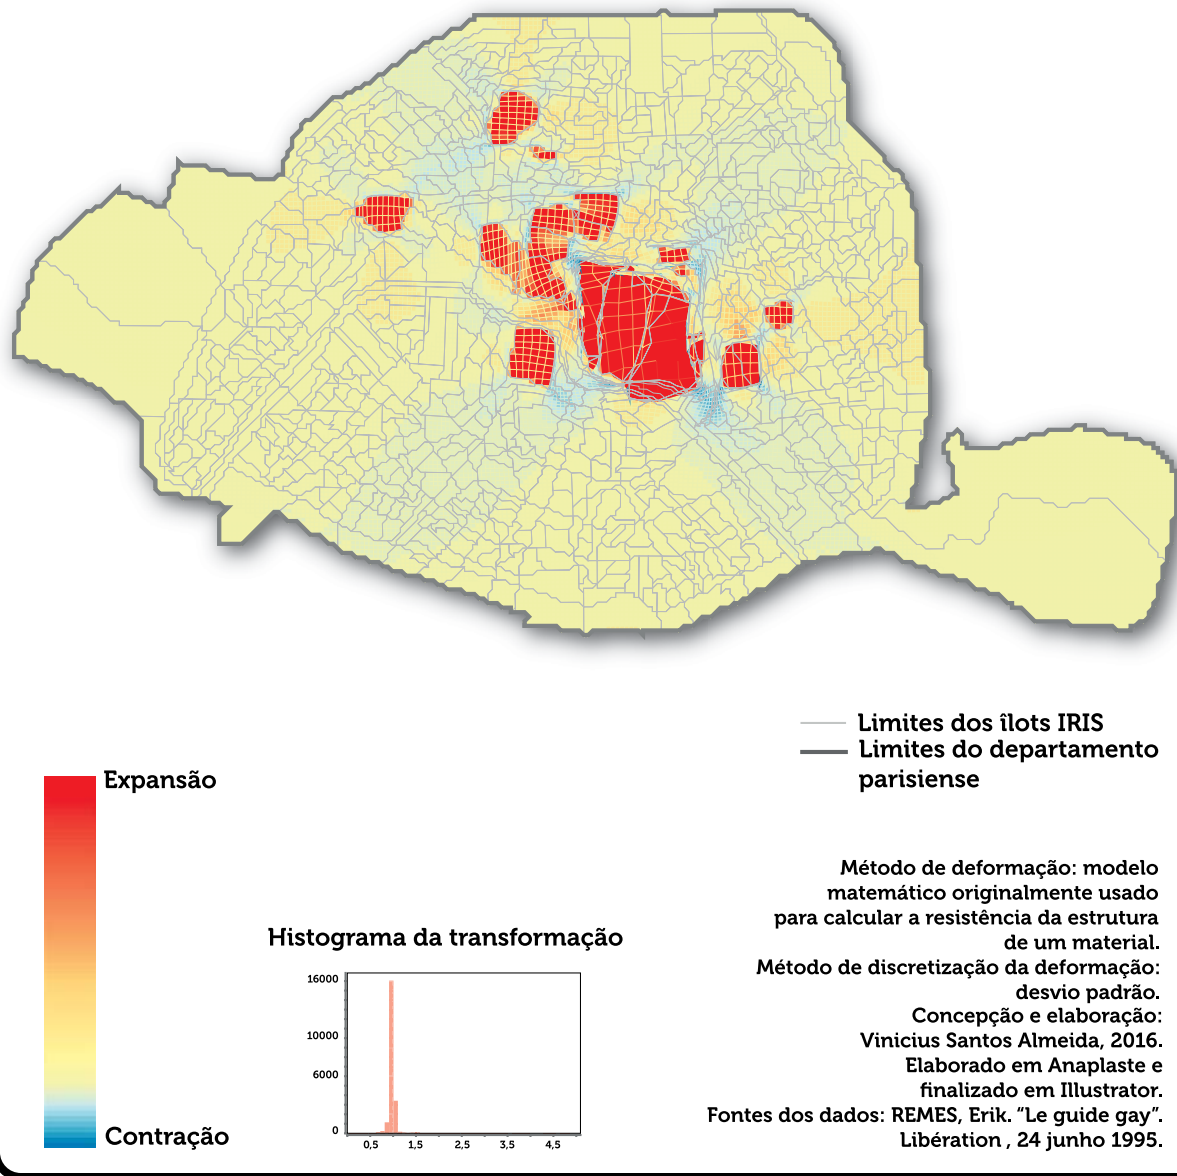 Limites dos îlots IRIS
Limites do departamento
parisiense
Expansão
Contração
Histograma da transformação
16000
10000
6000
0
0,5 1,5 2,5 3,5 4,5
Método de deformação: modelo
matemático originalmente usado
para calcular a resistência da estrutura
de um material.
Método de discretização da deformação:
desvio padrão.
Concepção e elaboração:
Vinicius Santos Almeida, 2016.
Elaborado em Anaplaste e
finalizado em Illustrator.
Fontes dos dados: REMES, Erik. “Le guide gay”.
Libération , 24 junho 1995.